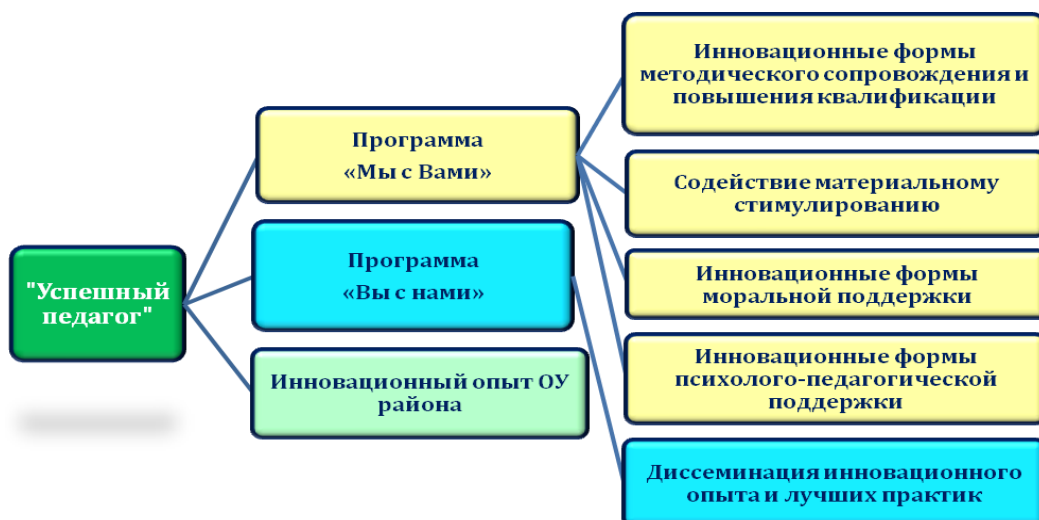 "Успешный
педагог"
Программа
«Мы с Вами»
Программа
«Вы с нами»
Инновационный опыт ОУ
района
Инновационные формы
методического сопровождения и
повышения квалификации
Содействие материальному
стимулированию
Инновационные формы
моральной поддержки
Инновационные формы
психолого-педагогической
поддержки
Диссеминация инновационного
опыта и лучших практик